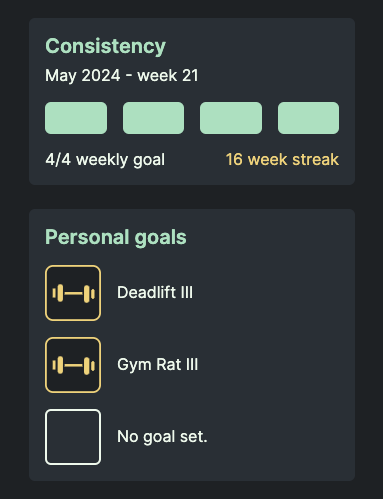 Consistency
May 2024 - week 21
4/4 weekly goal 16 week streak
Personal goals
Deadlift III
Gym Rat III
No goal set.